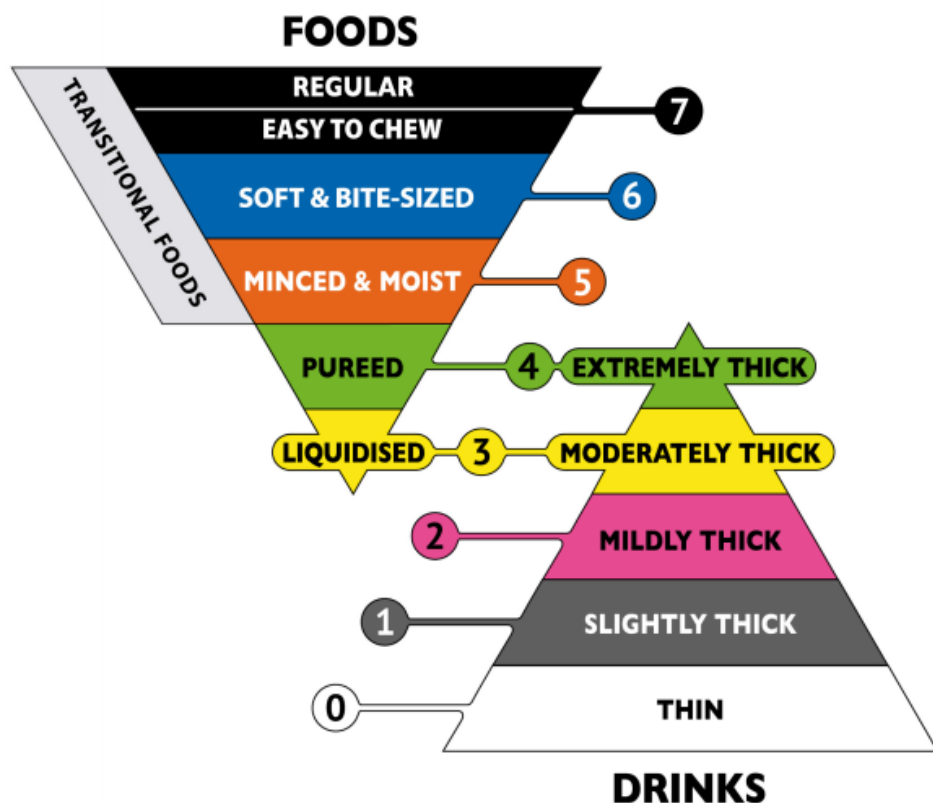 FOODS
TRANSITIONAL FOODS
REGULAR
7
EASY TO CHEW
SOFT & BITE-SIZED
6
MINCED & MOIST
5
PUREED
4
EXTREMELY THICK
LIQUIDISED
3
MODERATELY THICK
2
MILDLY THICK
1
SLIGHTLY THICK
0
THIN
DRINKS